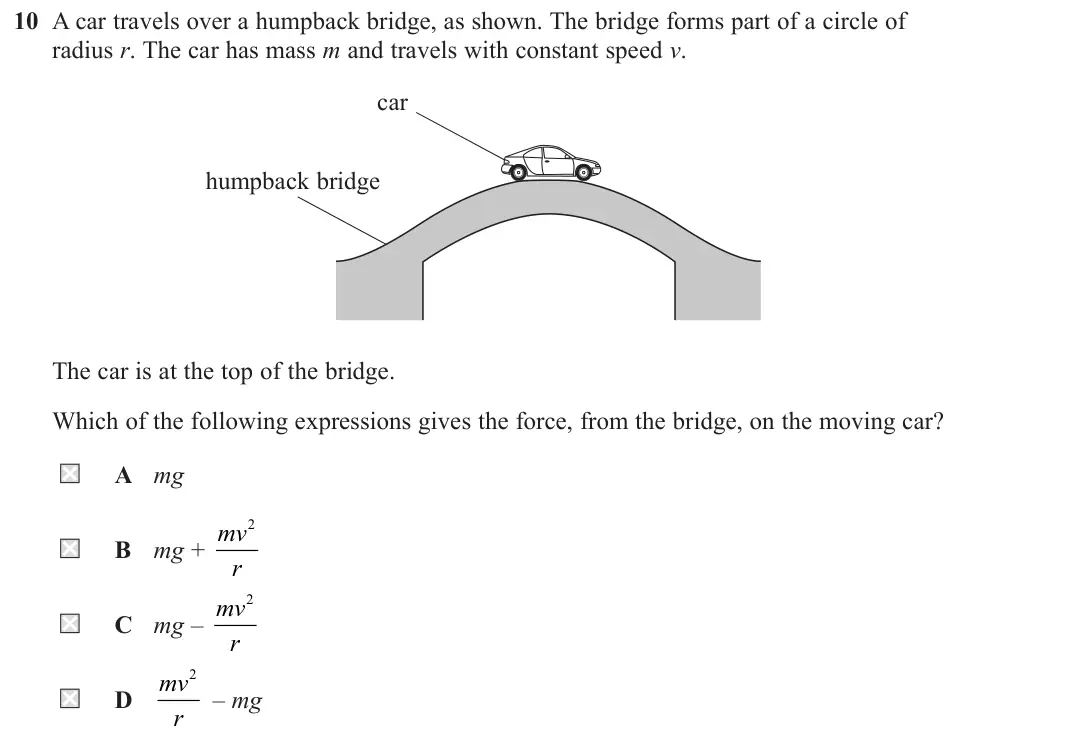 10 A car travels over a humpback bridge, as shown. The bridge forms part of a circle of
radius r. The car has mass m and travels with constant speed v.
car
humpback bridge
The car is at the top of the bridge.
Which of the following expressions gives the force, from the bridge, on the moving car?
A mg
B mg + mv²/r
C mg – mv²/r
D mv²/r – mg